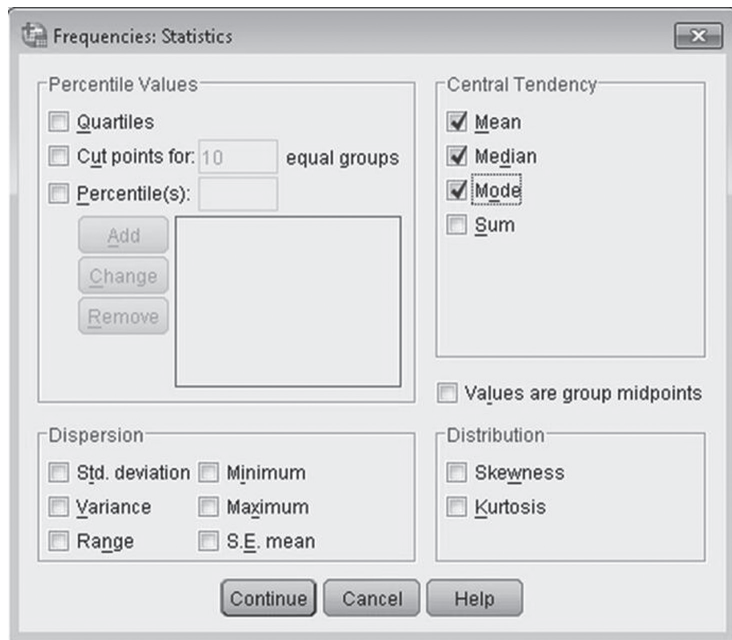 Frequencies: Statistics
Percentile Values
Quartiles
Cut points for: 10 equal groups
Percentile(s):
Add
Change
Remove
Central Tendency
Mean
Median
Mode
Sum
Values are group midpoints
Dispersion
Std. deviation Minimum
Variance Maximum
Range S.E. mean
Distribution
Skewness
Kurtosis
Continue Cancel Help